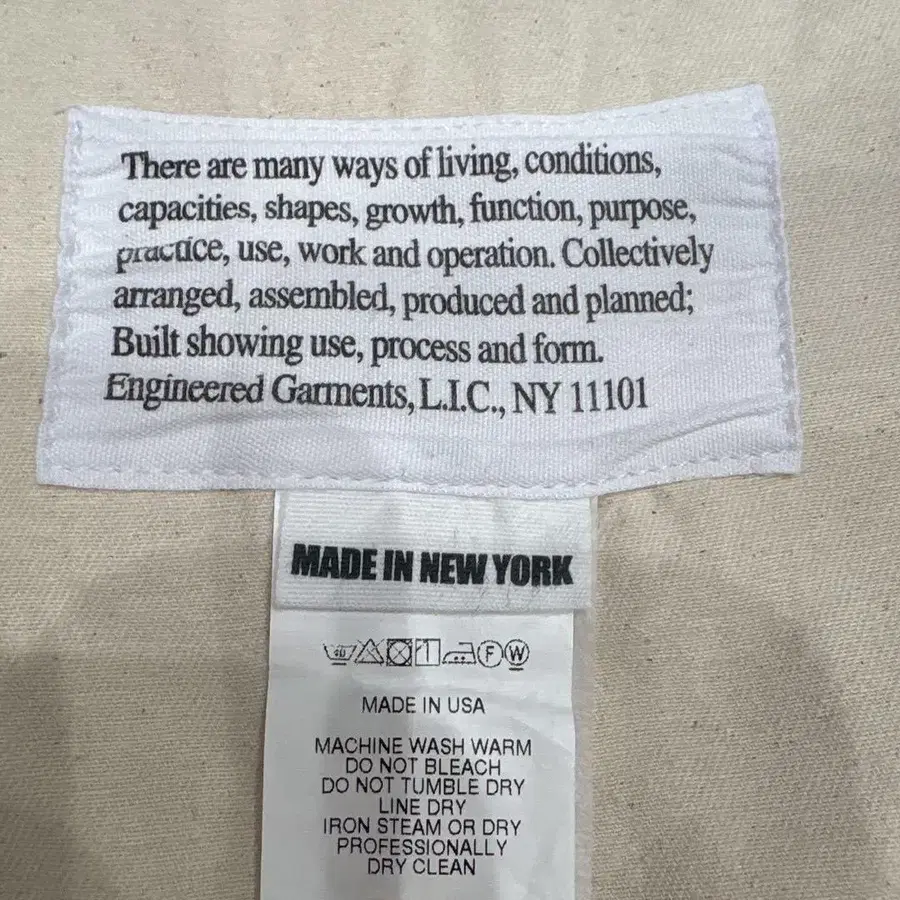 There are many ways of living, conditions,
capacities, shapes, growth, function, purpose,
practice, use, work and operation. Collectively
arranged, assembled, produced and planned;
Built showing use, process and form.
Engineered Garments, L.I.C., NY 11101
MADE IN NEW YORK
40 F W
MADE IN USA
MACHINE WASH WARM
DO NOT BLEACH
DO NOT TUMBLE DRY
LINE DRY
IRON STEAM OR DRY
PROFESSIONALLY
DRY CLEAN